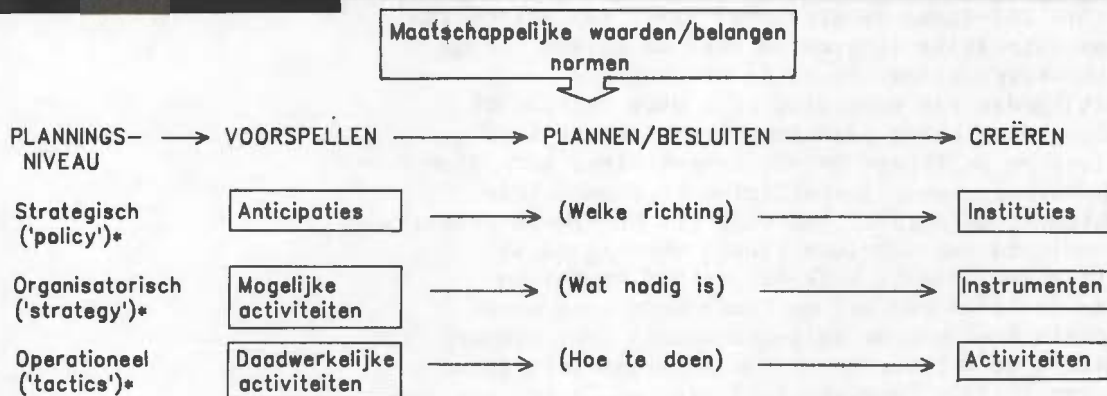 Maatschappelijke waarden/belangen
normen
PLANNINGS- NIVEAU → VOORSPELLEN → PLANNEN/BESLUITEN → CREËREN
Strategisch
('policy')*
Anticipaties → (Welke richting) → Instituties
Organisatorisch
('strategy')*
Mogelijke
activiteiten → (Wat nodig is) → Instrumenten
Operationeel
('tactics')*
Daadwerkelijke
activiteiten → (Hoe te doen) → Activiteiten